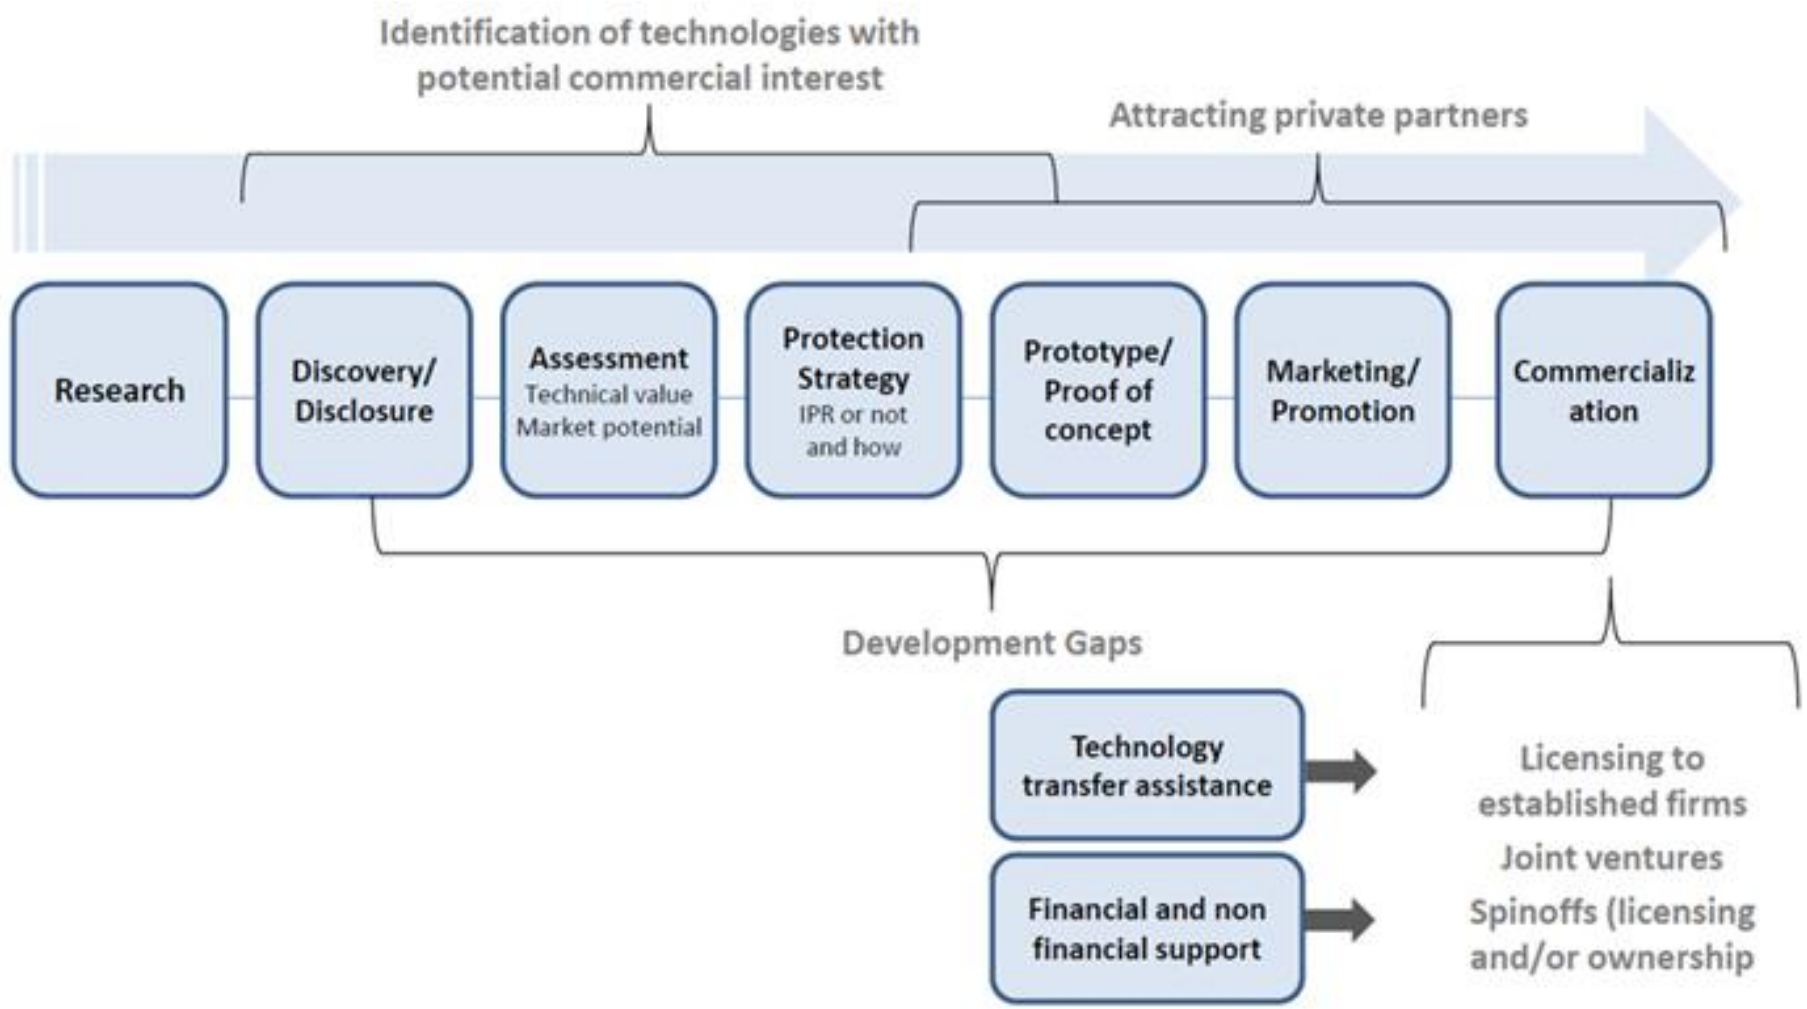 Identification of technologies with
potential commercial interest
Attracting private partners
Research
Discovery/
Disclosure
Assessment
Technical value
Market potential
Protection
Strategy
IPR or not
and how
Prototype/
Proof of
concept
Marketing/
Promotion
Commercializ
ation
Development Gaps
Technology
transfer assistance
Financial and non
financial support
Licensing to
established firms
Joint ventures
Spinoffs (licensing
and/or ownership